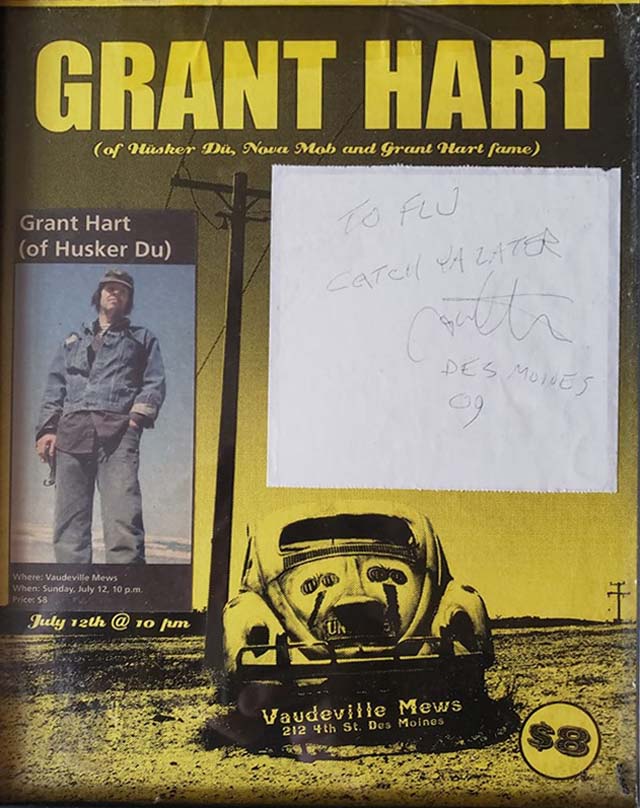 GRANT HART
(of Hüsker Dü, Nova Mob and Grant Hart fame)
Grant Hart
(of Husker Du)
TO FLU
CATCH YA LATER
DES MOINES
09
Where: Vaudeville Mews
When: Sunday, July 12, 10 p.m.
Price: $8
July 12th @ 10 pm
UN
Vaudeville Mews
212 4th St. Des Moines
$8